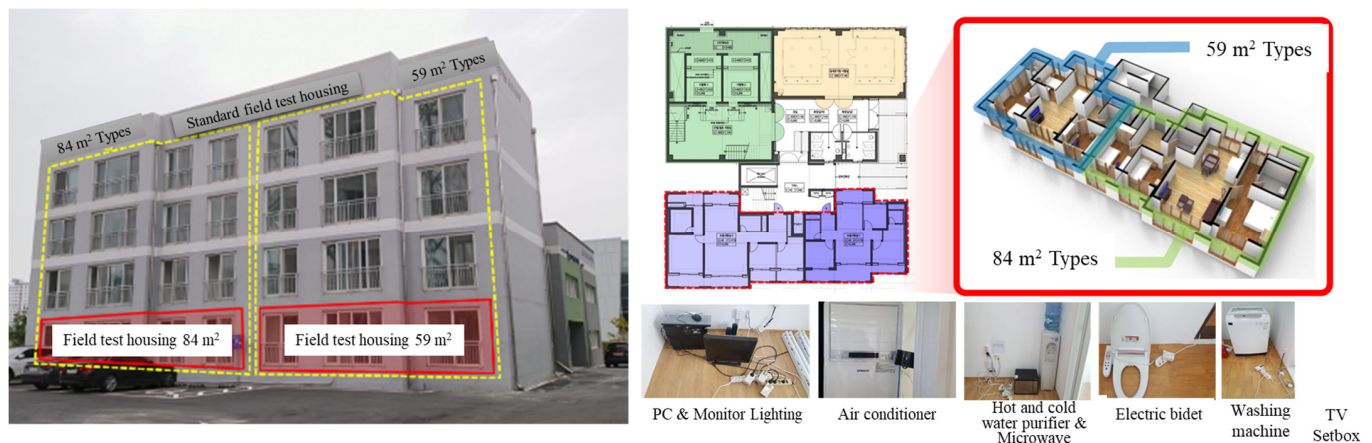 84 m² Types
Standard field test housing
59 m² Types
Field test housing 84 m²
Field test housing 59 m²
59 m² Types
84 m² Types
PC & Monitor Lighting
Air conditioner
Hot and cold
water purifier &
Microwave
Electric bidet
Washing
machine
TV
Setbox